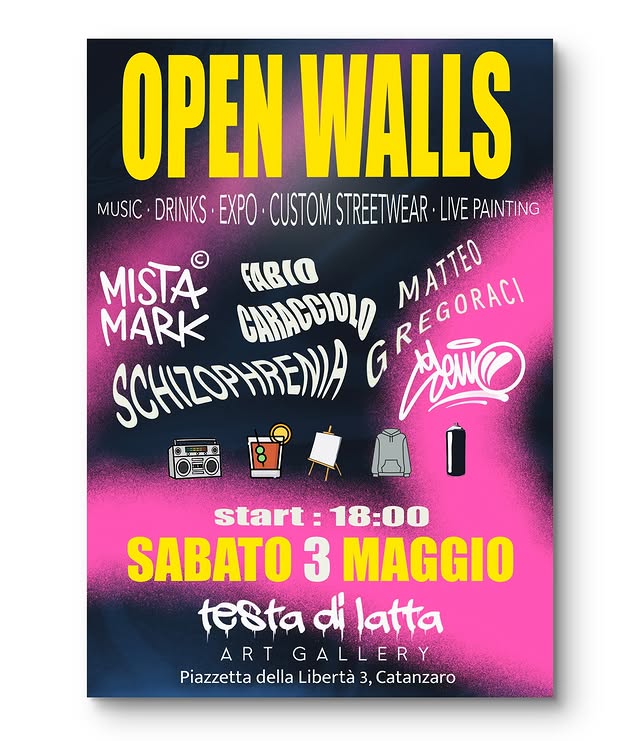 OPEN WALLS
MUSIC · DRINKS · EXPO · CUSTOM STREETWEAR · LIVE PAINTING
MISTA ©
MARK
FABIO
CARACCIOLO
MATTEO
GREGORACI
SCHIZOPHRENIA
start : 18:00
SABATO 3 MAGGIO
testa di latta
ART GALLERY
Piazzetta della Libertà 3, Catanzaro